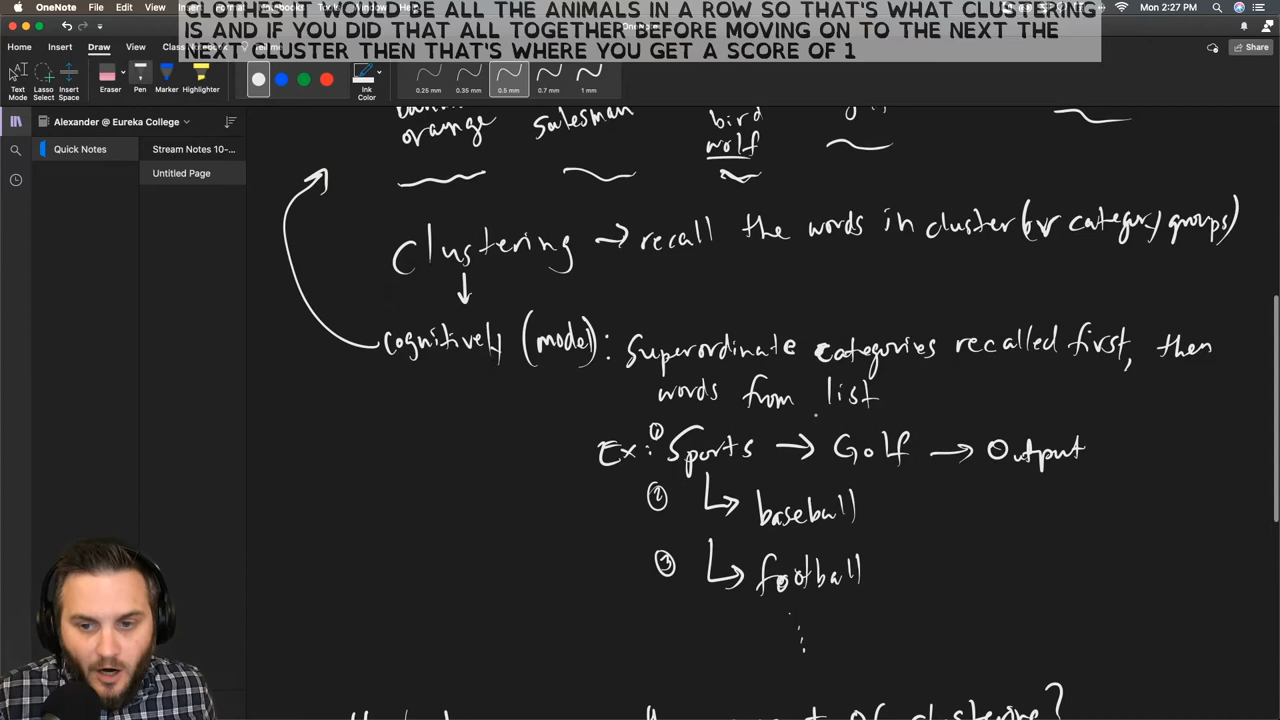 CLOTHES IT WOULD BE ALL THE ANIMALS IN A ROW SO THAT'S WHAT CLUSTERING
IS AND IF YOU DID THAT ALL TOGETHER BEFORE MOVING ON TO THE NEXT THE
NEXT CLUSTER THEN THAT'S WHERE YOU GET A SCORE OF 1
OneNote File Edit
Mon 2:27 PM
OneNote
Home Insert Draw View
Share
Text Mode
Lasso Select
Insert Space
Eraser
Pen
Marker
Highlighter
Ink Color
0.25 mm
0.35 mm
0.5 mm
0.7 mm
1 mm
Alexander @ Eureka College
Quick Notes
Stream Notes 10-...
Untitled Page
orange
salesman
bird
wolf
Clustering → recall the words in cluster (or category groups)
cognitively (model): Superordinate categories recalled first, then
words from list
Ex: ① Sports → Golf → Output
② baseball
③ football
of clustering?